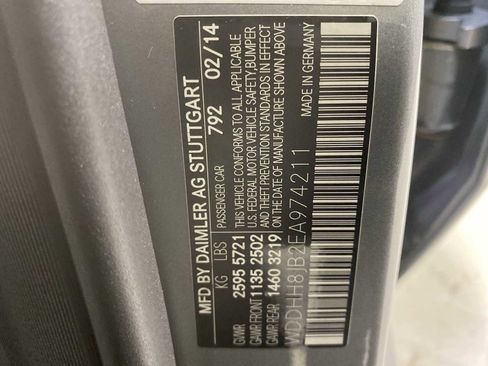 MFD BY DAIMLER AG STUTTGART
PASSENGER CAR 792 02/14
KG LBS
GVWR 2595 5721
GAWR FRONT 1135 2502
GAWR REAR 1460 3219
THIS VEHICLE CONFORMS TO ALL APPLICABLE
U.S. FEDERAL MOTOR VEHICLE SAFETY, BUMPER
AND THEFT PREVENTION STANDARDS IN EFFECT
ON THE DATE OF MANUFACTURE SHOWN ABOVE
MADE IN GERMANY
WDDHH8JB2EA974211